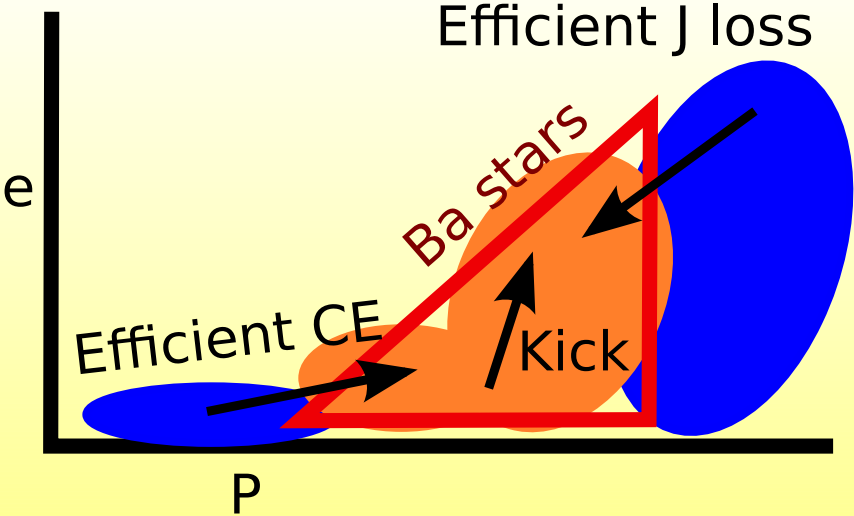 Efficient J loss
Ba stars
e
Efficient CE
Kick
P